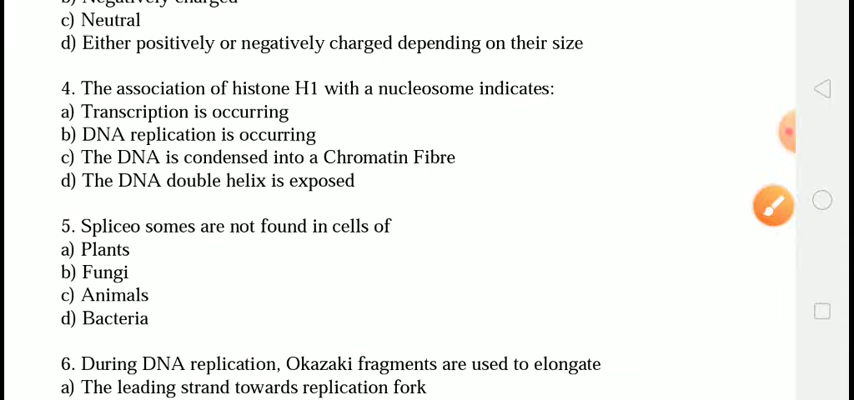 b) Negatively charged
c) Neutral
d) Either positively or negatively charged depending on their size
4. The association of histone H1 with a nucleosome indicates:
a) Transcription is occurring
b) DNA replication is occurring
c) The DNA is condensed into a Chromatin Fibre
d) The DNA double helix is exposed
5. Spliceo somes are not found in cells of
a) Plants
b) Fungi
c) Animals
d) Bacteria
6. During DNA replication, Okazaki fragments are used to elongate
a) The leading strand towards replication fork